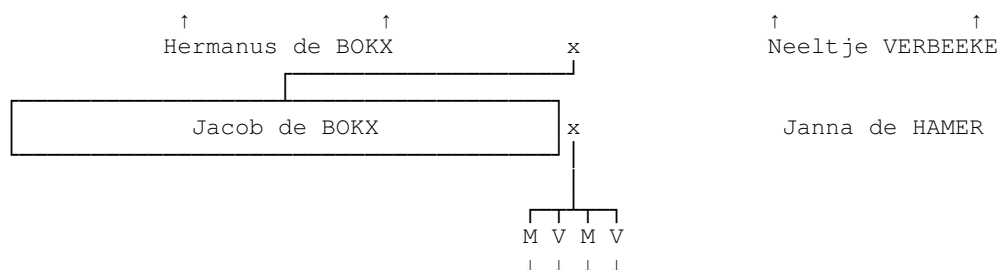 ↑ ↑ ↑ ↑
Hermanus de BOKX x Neeltje VERBEEKE
Jacob de BOKX x Janna de HAMER
M V M V
↓ ↓ ↓ ↓